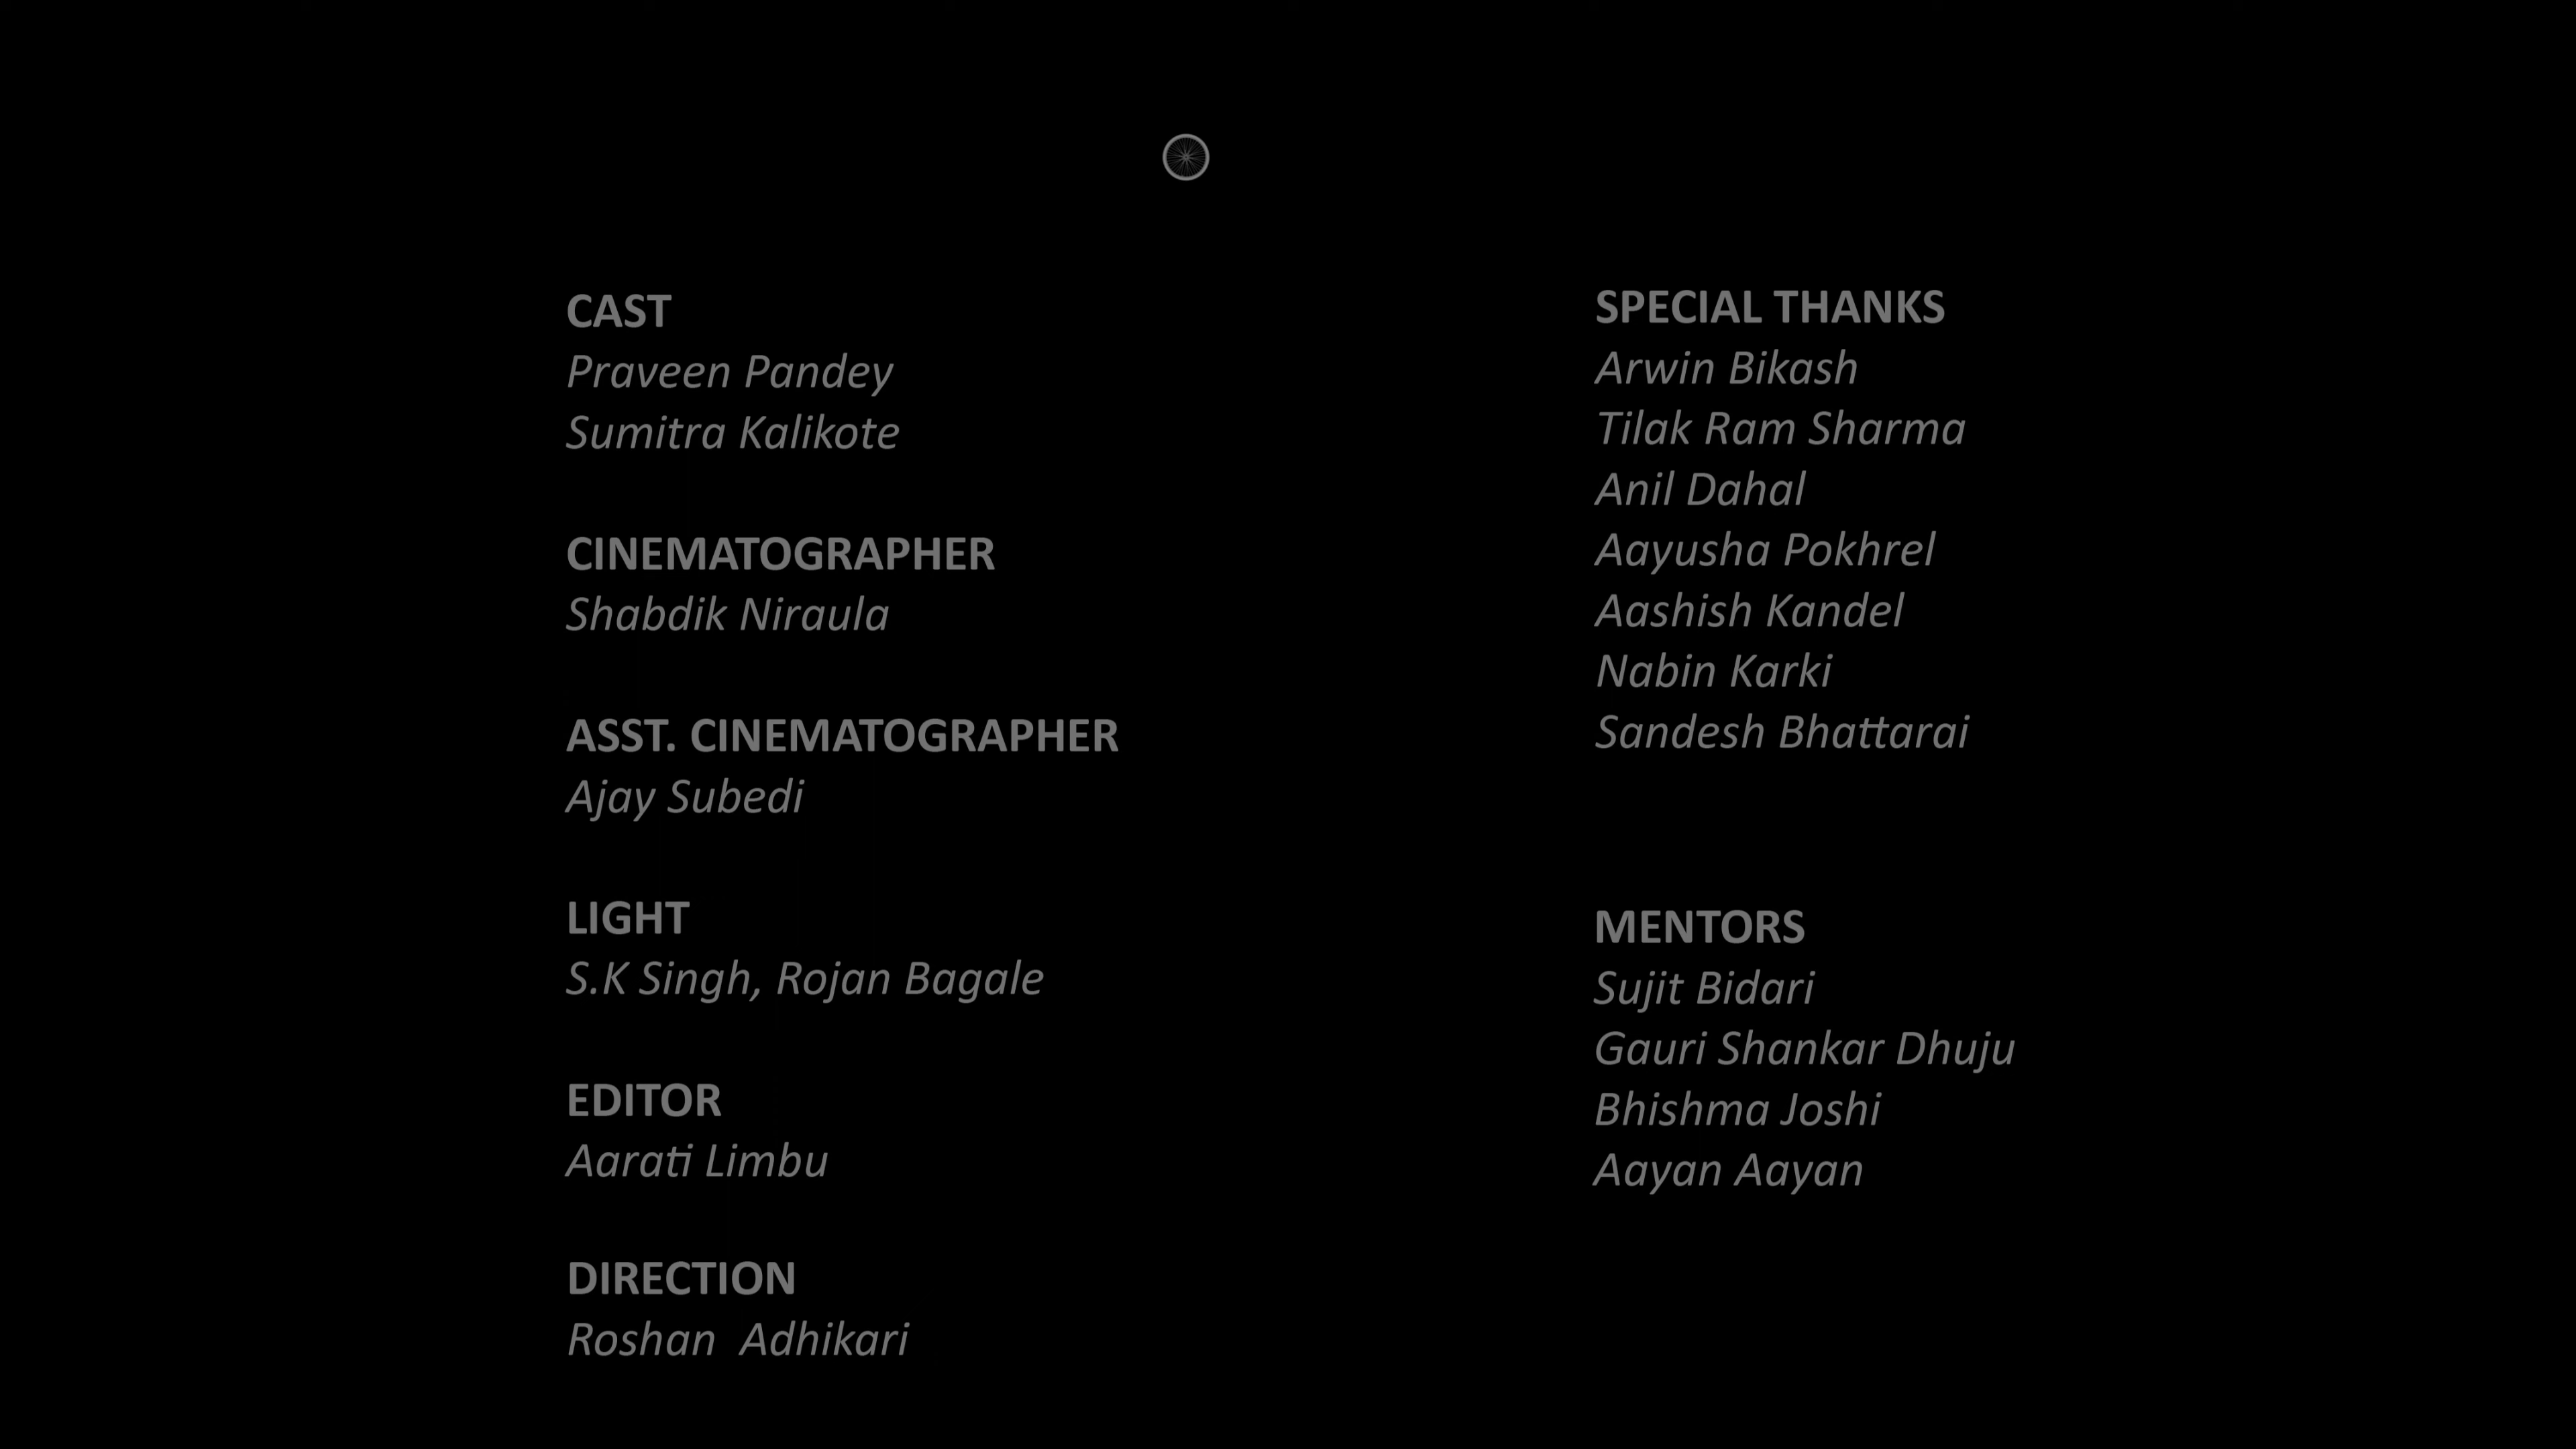 CAST
Praveen Pandey
Sumitra Kalikote
CINEMATOGRAPHER
Shabdik Niraula
ASST. CINEMATOGRAPHER
Ajay Subedi
LIGHT
S.K Singh, Rojan Bagale
EDITOR
Aarati Limbu
DIRECTION
Roshan  Adhikari
SPECIAL THANKS
Arwin Bikash
Tilak Ram Sharma
Anil Dahal
Aayusha Pokhrel
Aashish Kandel
Nabin Karki
Sandesh Bhattarai
MENTORS
Sujit Bidari
Gauri Shankar Dhuju
Bhishma Joshi
Aayan Aayan